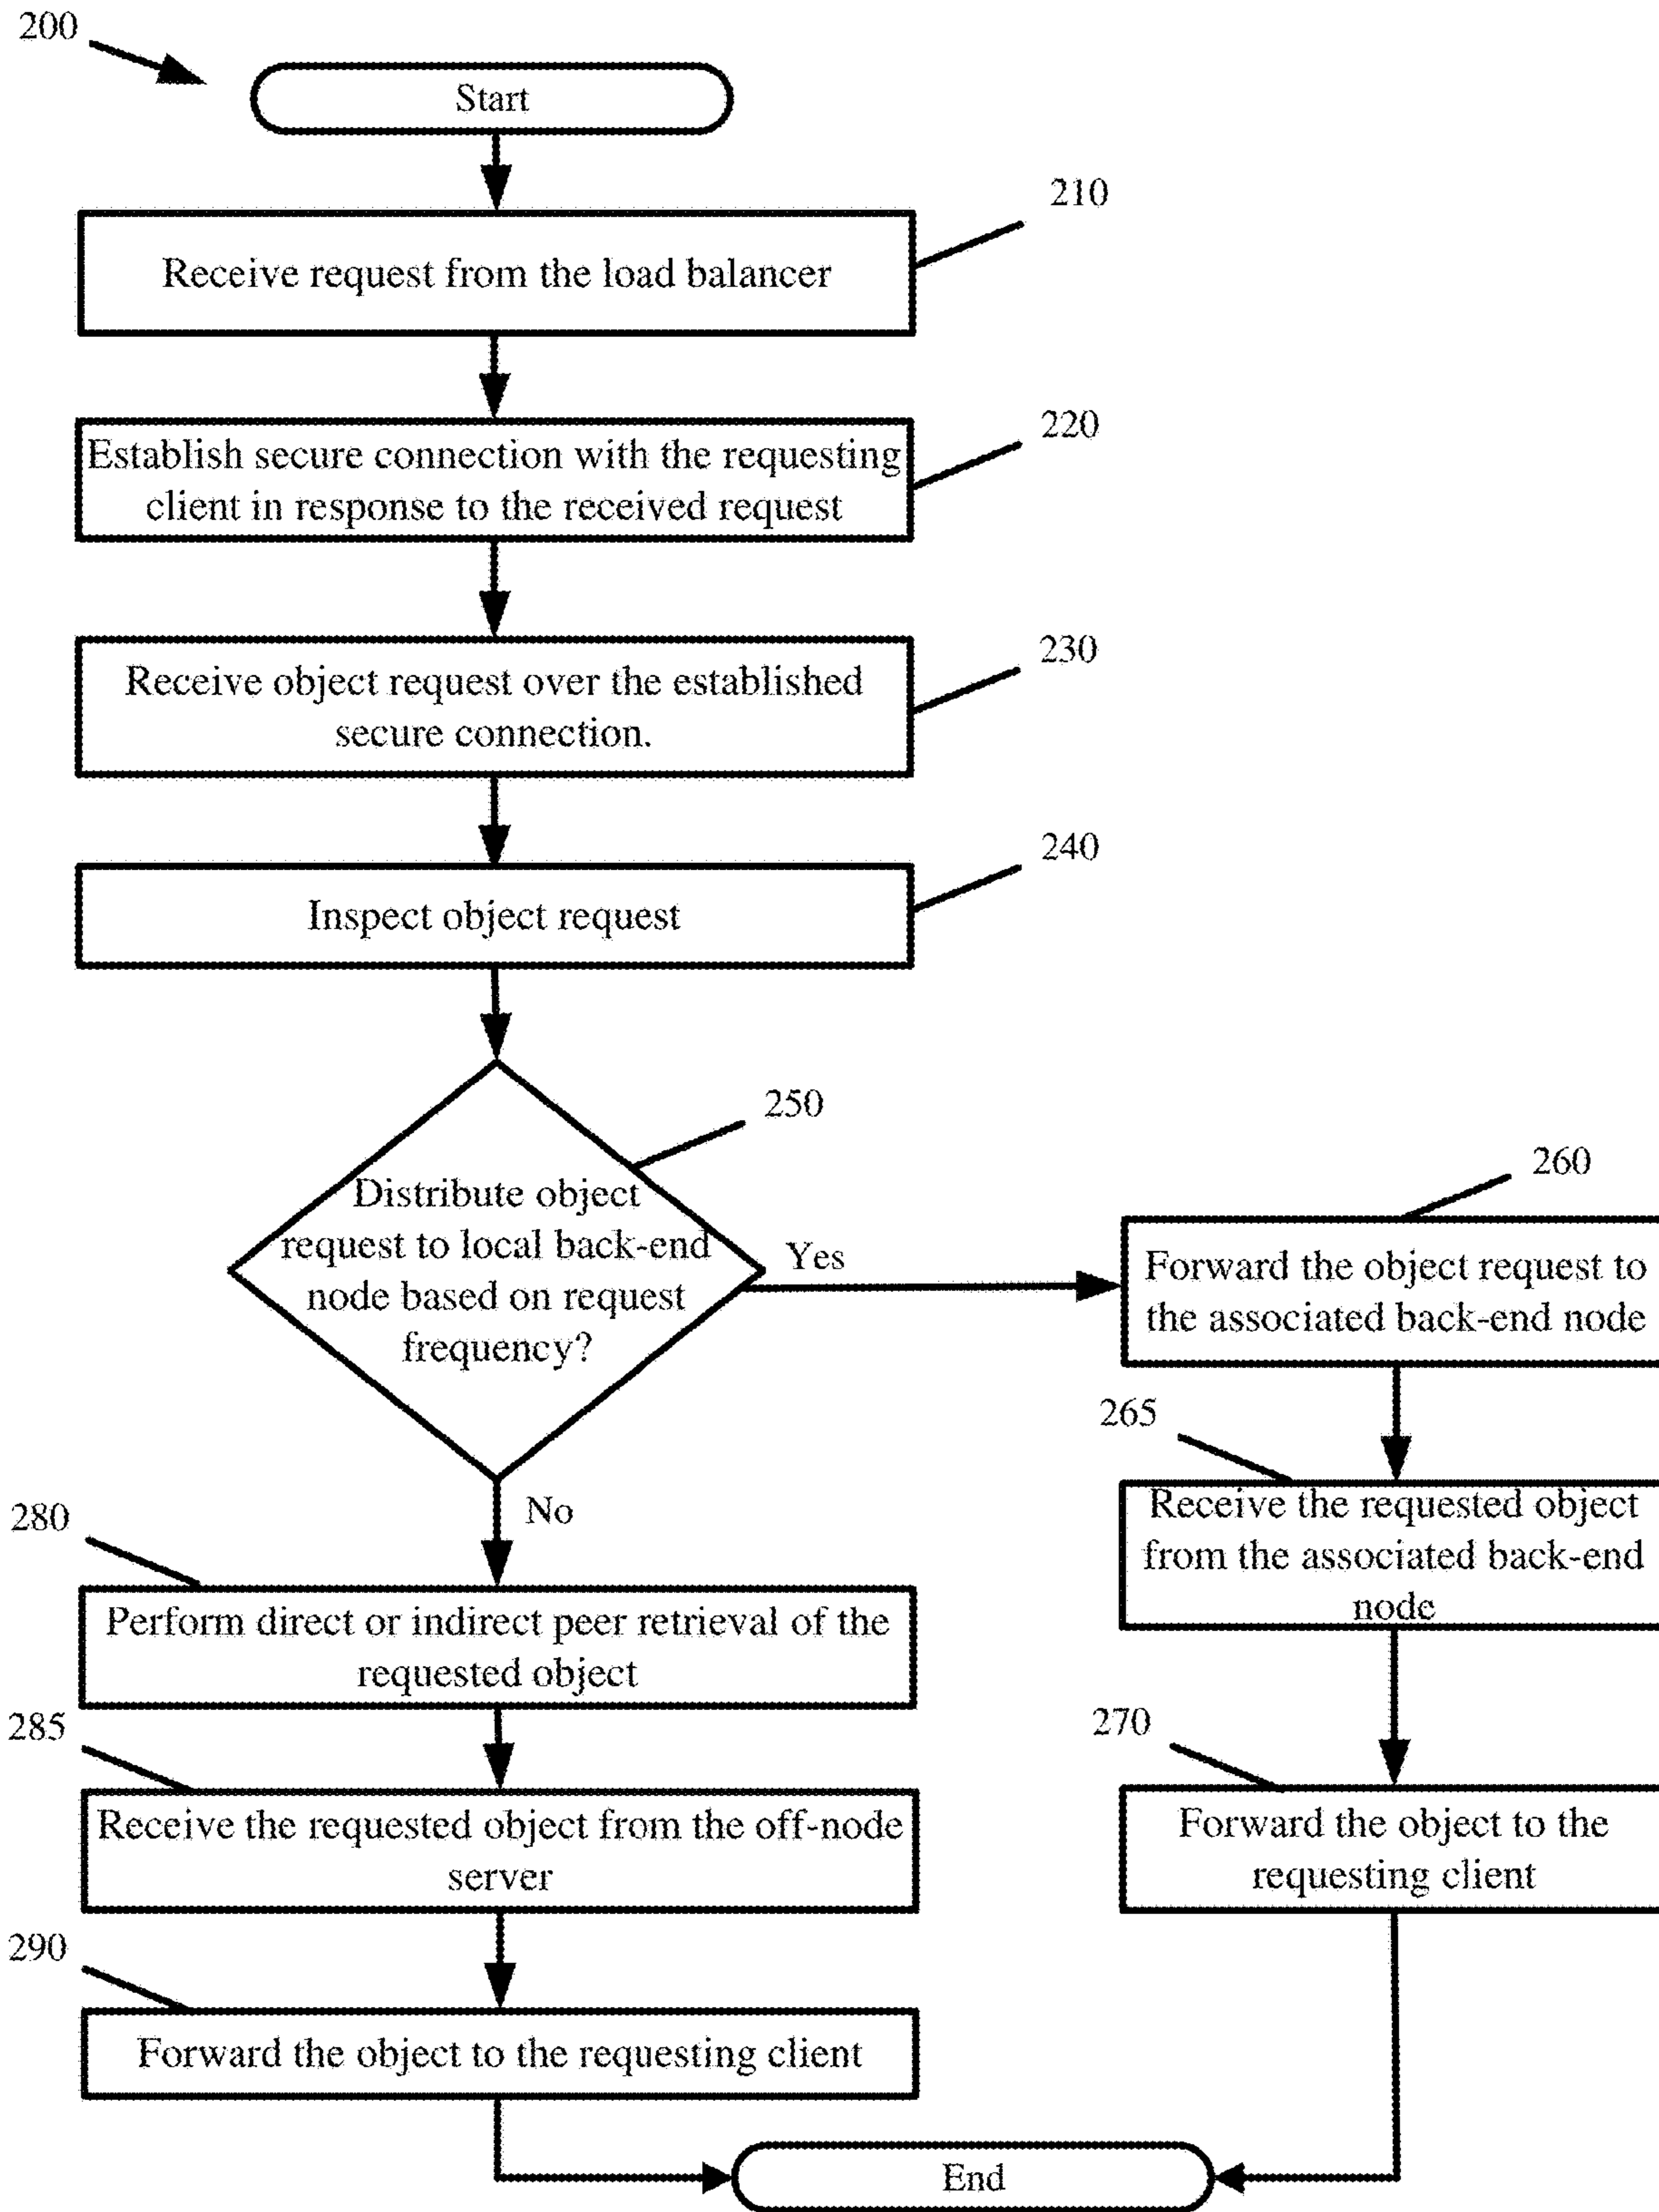 200
Start
210
Receive request from the load balancer
220
Establish secure connection with the requesting
client in response to the received request
230
Receive object request over the established
secure connection.
240
Inspect object request
250
Distribute object
request to local back-end
node based on request
frequency?
Yes
260
Forward the object request to
the associated back-end node
265
Receive the requested object
from the associated back-end
node
270
Forward the object to the
requesting client
No
280
Perform direct or indirect peer retrieval of the
requested object
285
Receive the requested object from the off-node
server
290
Forward the object to the requesting client
End